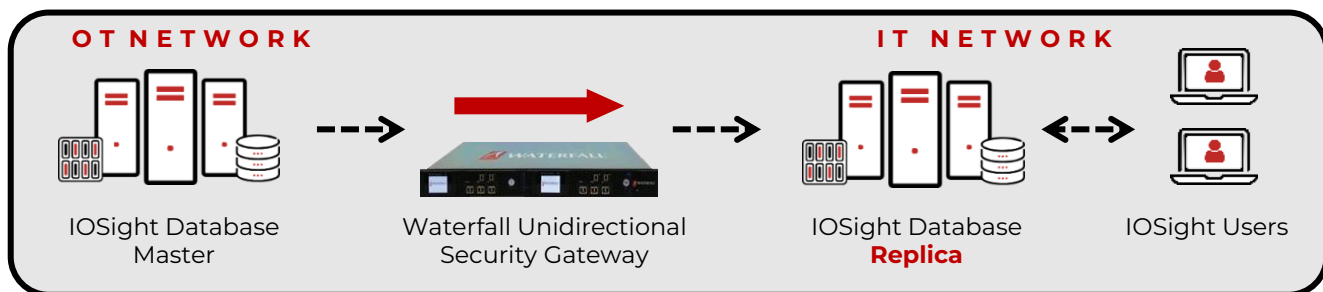 OT NETWORK
IT NETWORK
WATERFALL
IOSight Database
Master
Waterfall Unidirectional
Security Gateway
IOSight Database
Replica
IOSight Users